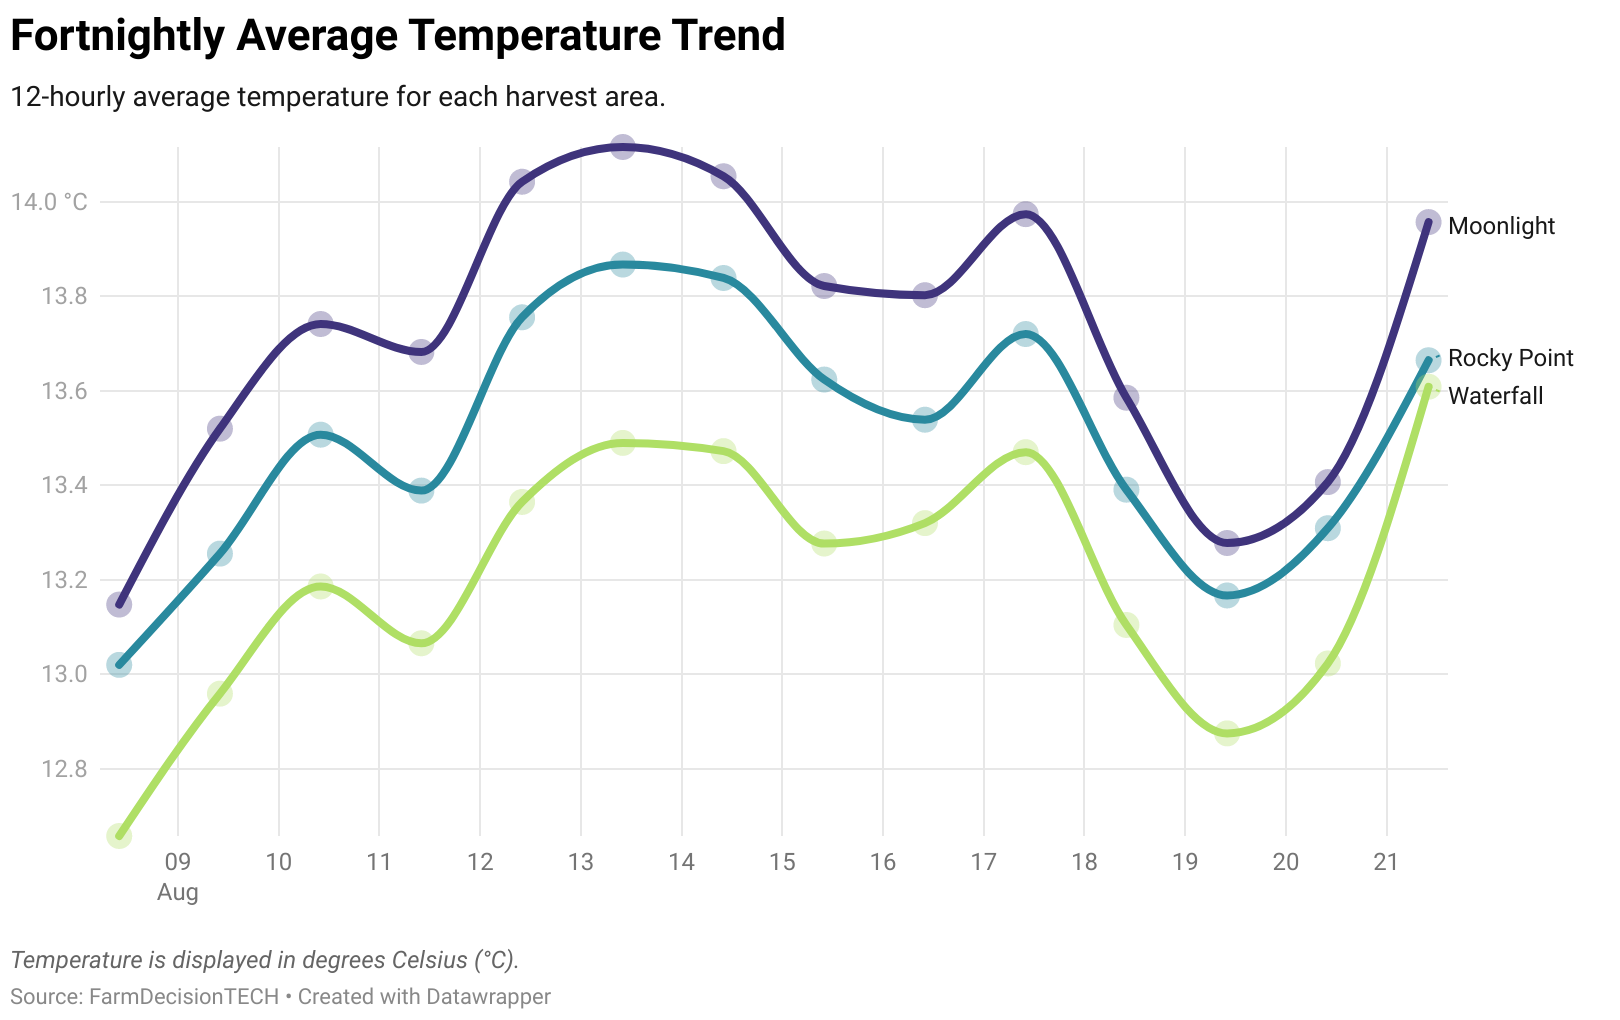 Fortnightly Average Temperature Trend
12-hourly average temperature for each harvest area.
14.0 °C
13.8
13.6
13.4
13.2
13.0
12.8
Moonlight
Rocky Point
Waterfall
09 10 11 12 13 14 15 16 17 18 19 20 21
Aug
Temperature is displayed in degrees Celsius (°C).
Source: FarmDecisionTECH • Created with Datawrapper